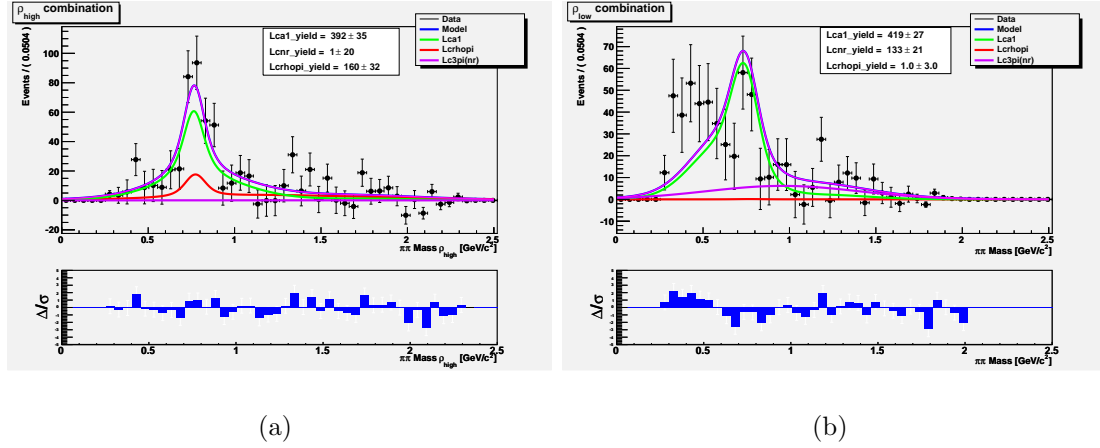 ρhigh combination
Data
Model
Lca1
Lcrhopi
Lc3pi(nr)
Lca1_yield = 392 ± 35
Lcnr_yield = 1 ± 20
Lcrhopi_yield = 160 ± 32
Events / ( 0.0504 )
100
80
60
40
20
0
-20
0 0.5 1 1.5 2 2.5
ππ Mass ρhigh [GeV/c²]
Δ/σ
0 0.5 1 1.5 2 2.5
ππ Mass ρhigh [GeV/c²]
(a)
ρlow combination
Data
Model
Lca1
Lcrhopi
Lc3pi(nr)
Lca1_yield = 419 ± 27
Lcnr_yield = 133 ± 21
Lcrhopi_yield = 1.0 ± 3.0
Events / ( 0.0504 )
80
70
60
50
40
30
20
10
0
-10
0 0.5 1 1.5 2 2.5
ππ Mass [GeV/c²]
Δ/σ
0 0.5 1 1.5 2 2.5
ππ Mass [GeV/c²]
(b)